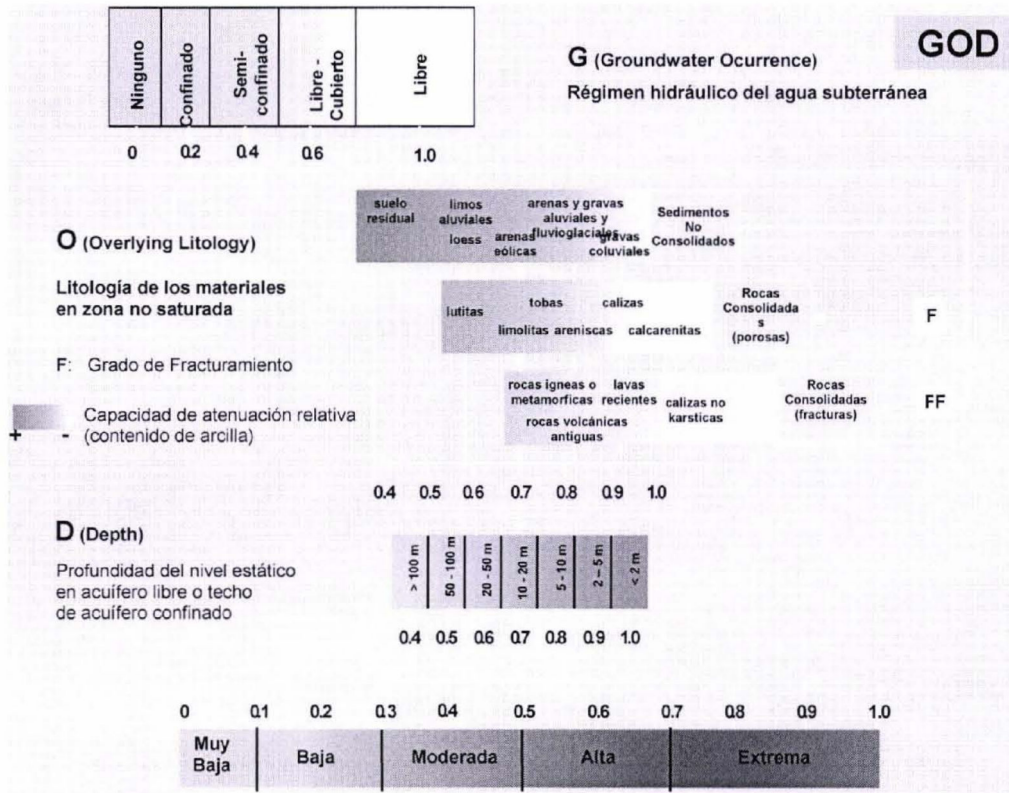 GOD
G (Groundwater Ocurrence)
Régimen hidráulico del agua subterránea
Ninguno
Confinado
Semi-
confinado
Libre -
Cubierto
Libre
0 0.2 0.4 0.6 1.0
O (Overlying Litology)
Litología de los materiales
en zona no saturada
F: Grado de Fracturamiento
Capacidad de atenuación relativa
+ - (contenido de arcilla)
suelo
residual
limos
aluviales
loess
arenas
eólicas
arenas y gravas
aluviales y
fluvioglaciales
gravas
coluviales
Sedimentos
No
Consolidados
lutitas
tobas
calizas
limolitas areniscas calcarenitas
Rocas
Consolidada
s
(porosas)
F
rocas igneas o
metamorficas
lavas
recientes
rocas volcánicas
antiguas
calizas no
karsticas
Rocas
Consolidadas
(fracturas)
FF
0.4 0.5 0.6 0.7 0.8 0.9 1.0
D (Depth)
Profundidad del nivel estático
en acuífero libre o techo
de acuífero confinado
> 100 m
50 - 100 m
20 - 50 m
10 - 20 m
5 - 10 m
2 – 5 m
< 2 m
0.4 0.5 0.6 0.7 0.8 0.9 1.0
0 0.1 0.2 0.3 0.4 0.5 0.6 0.7 0.8 0.9 1.0
Muy
Baja
Baja
Moderada
Alta
Extrema